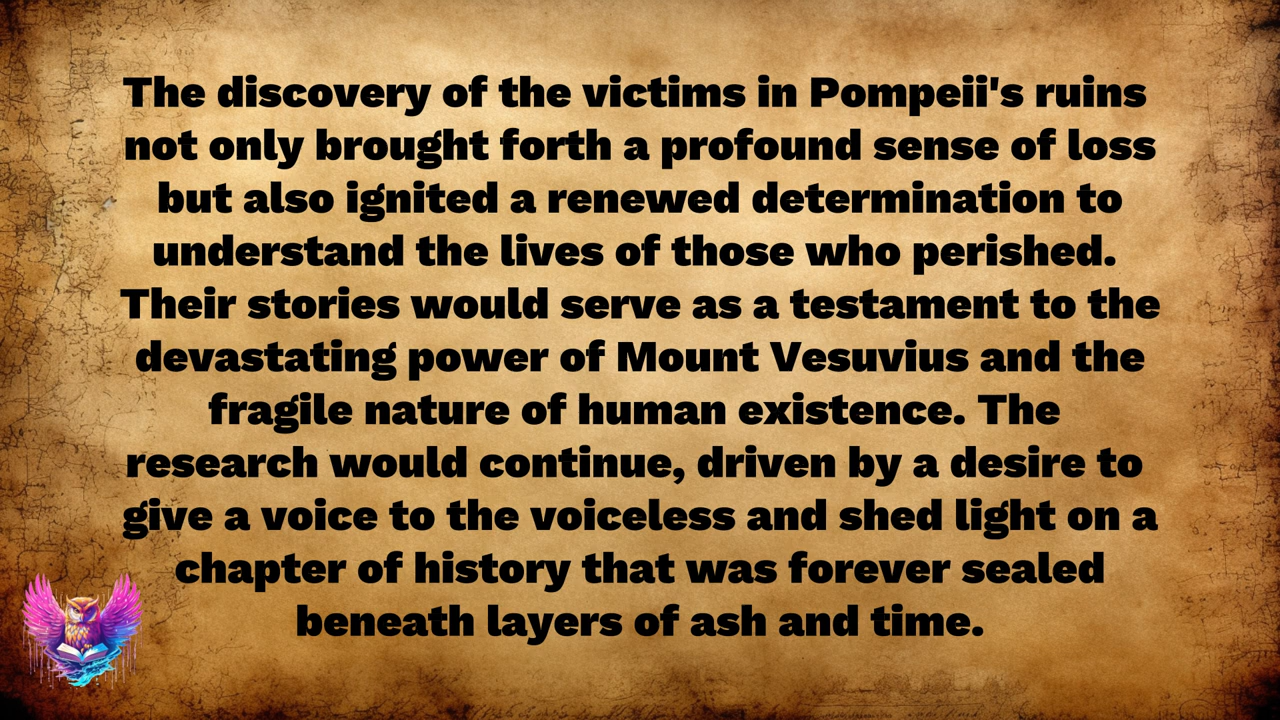 The discovery of the victims in Pompeii's ruins
not only brought forth a profound sense of loss
but also ignited a renewed determination to
understand the lives of those who perished.
Their stories would serve as a testament to the
devastating power of Mount Vesuvius and the
fragile nature of human existence. The
research would continue, driven by a desire to
give a voice to the voiceless and shed light on a
chapter of history that was forever sealed
beneath layers of ash and time.